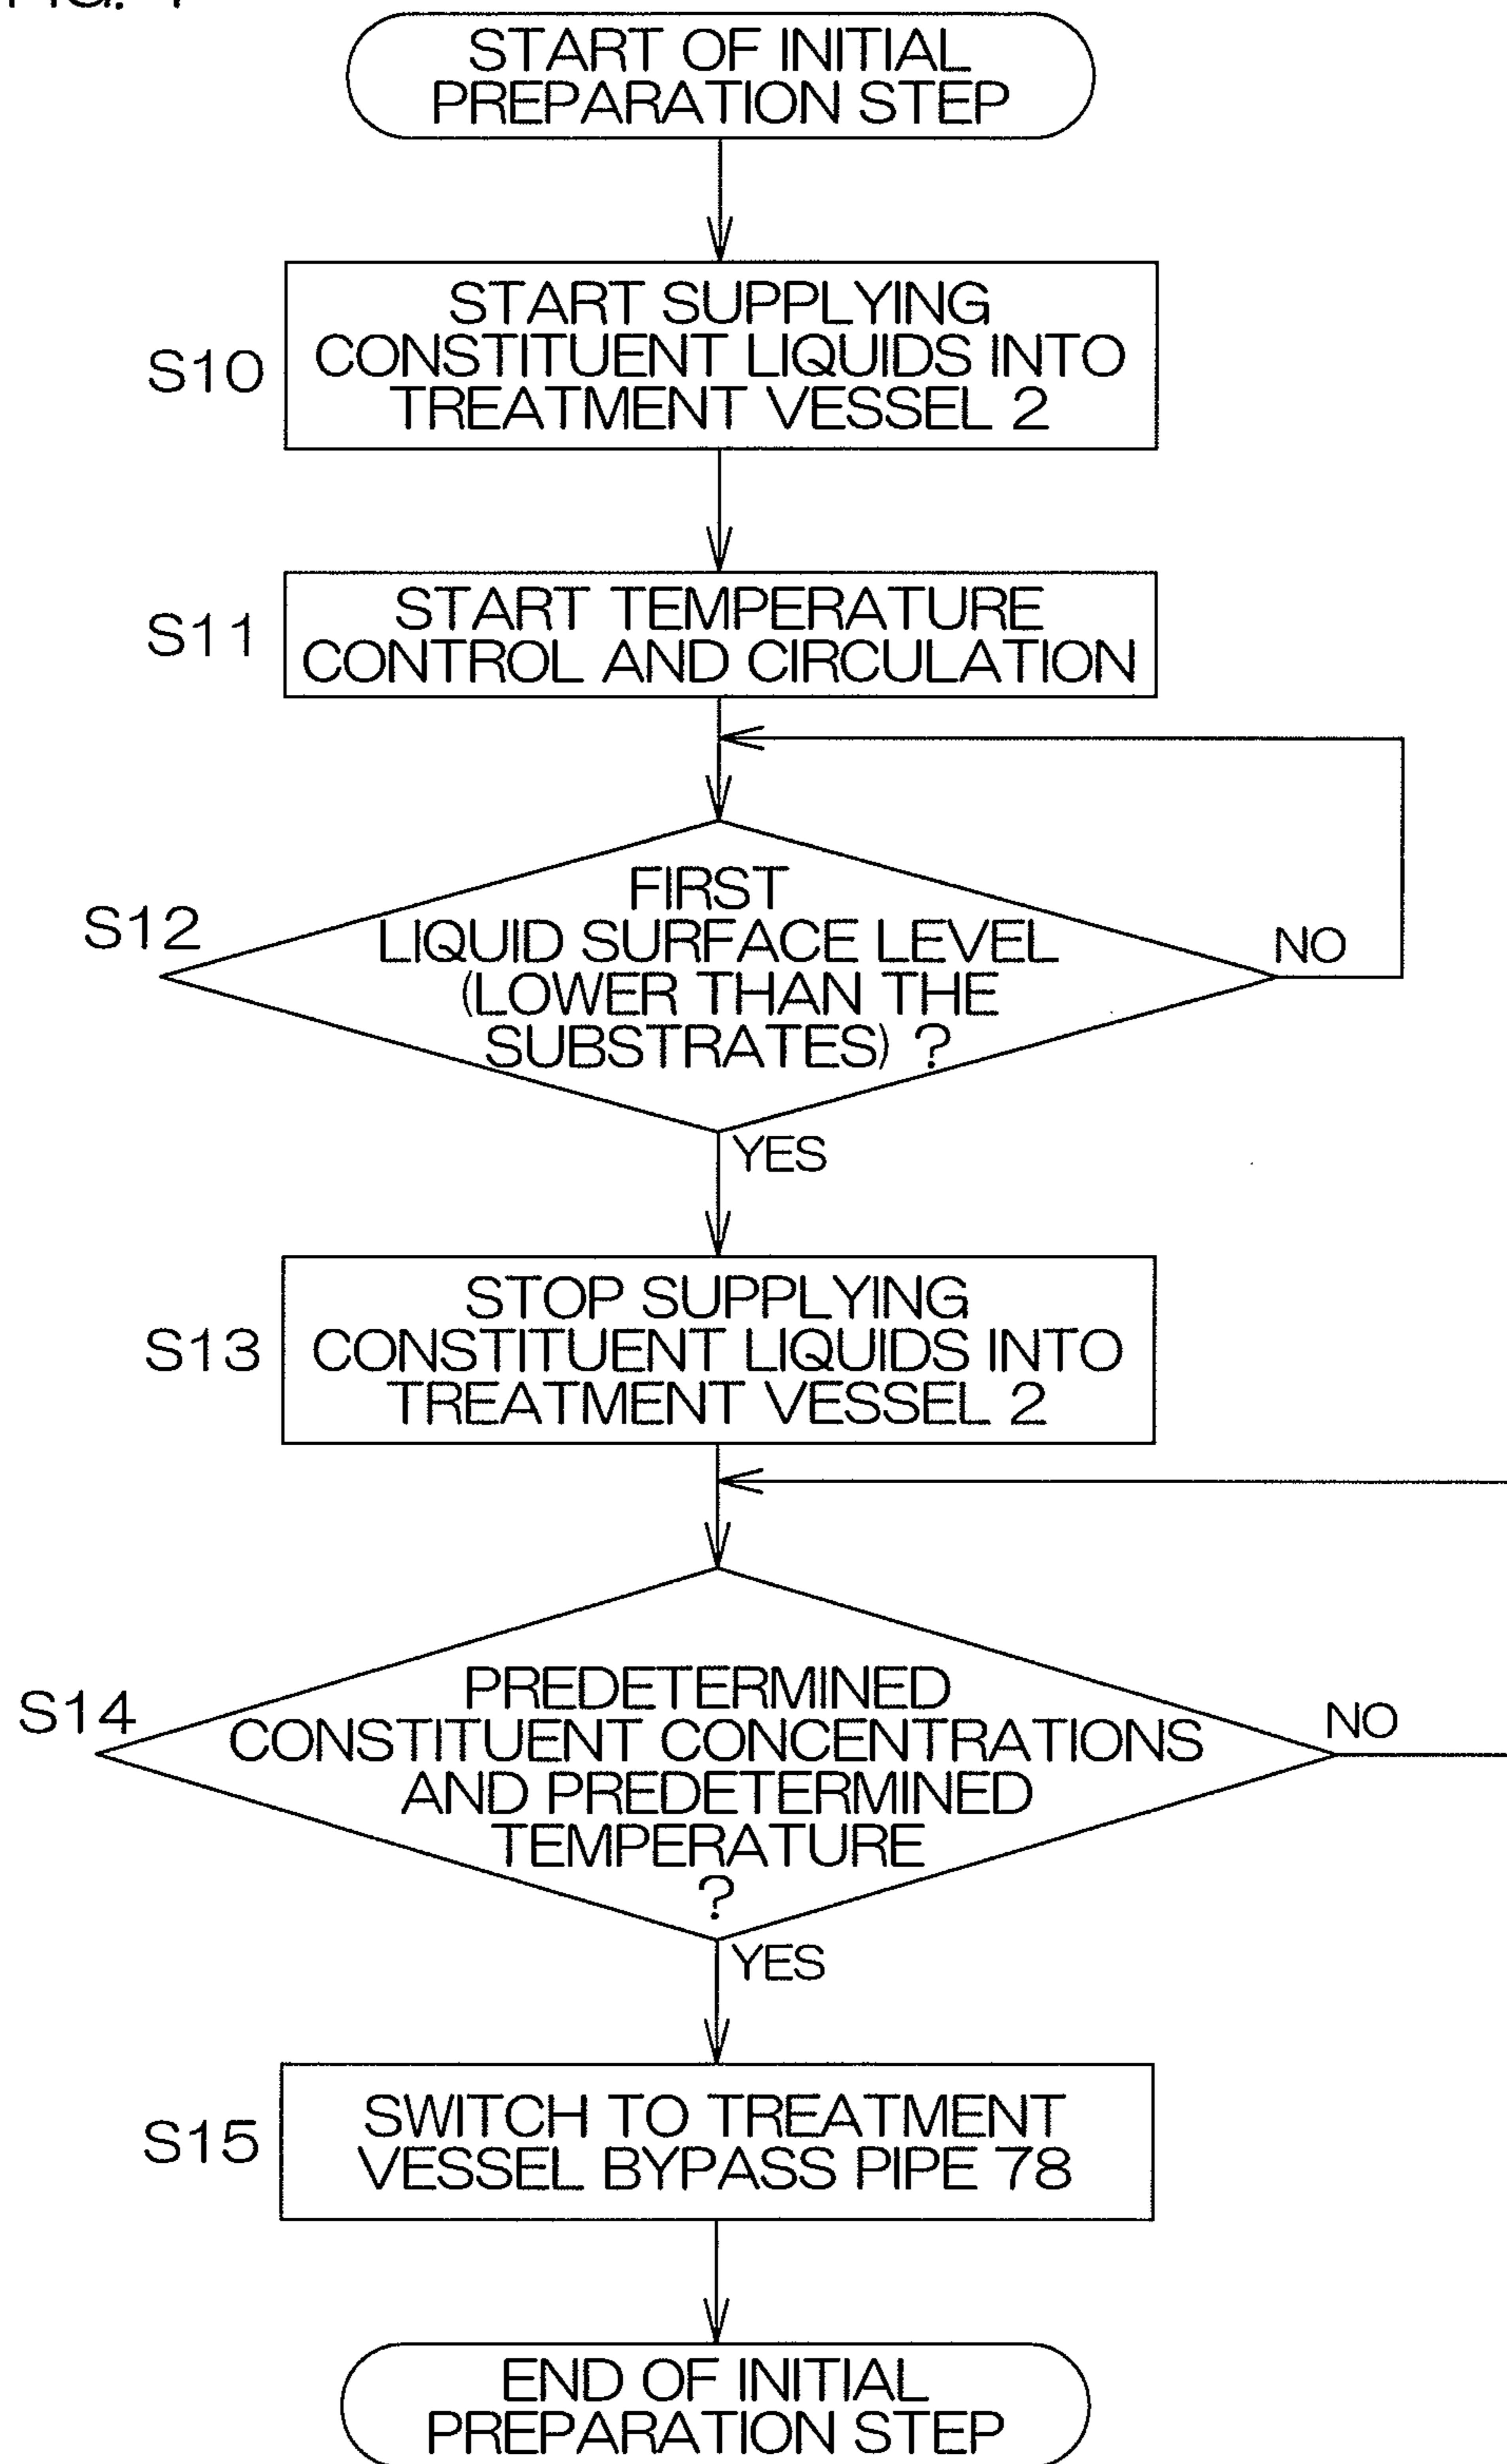 START OF INITIAL
PREPARATION STEP
S10
START SUPPLYING
CONSTITUENT LIQUIDS INTO
TREATMENT VESSEL 2
S11
START TEMPERATURE
CONTROL AND CIRCULATION
S12
FIRST
LIQUID SURFACE LEVEL
(LOWER THAN THE
SUBSTRATES) ?
NO
YES
S13
STOP SUPPLYING
CONSTITUENT LIQUIDS INTO
TREATMENT VESSEL 2
S14
PREDETERMINED
CONSTITUENT CONCENTRATIONS
AND PREDETERMINED
TEMPERATURE
?
NO
YES
S15
SWITCH TO TREATMENT
VESSEL BYPASS PIPE 78
END OF INITIAL
PREPARATION STEP